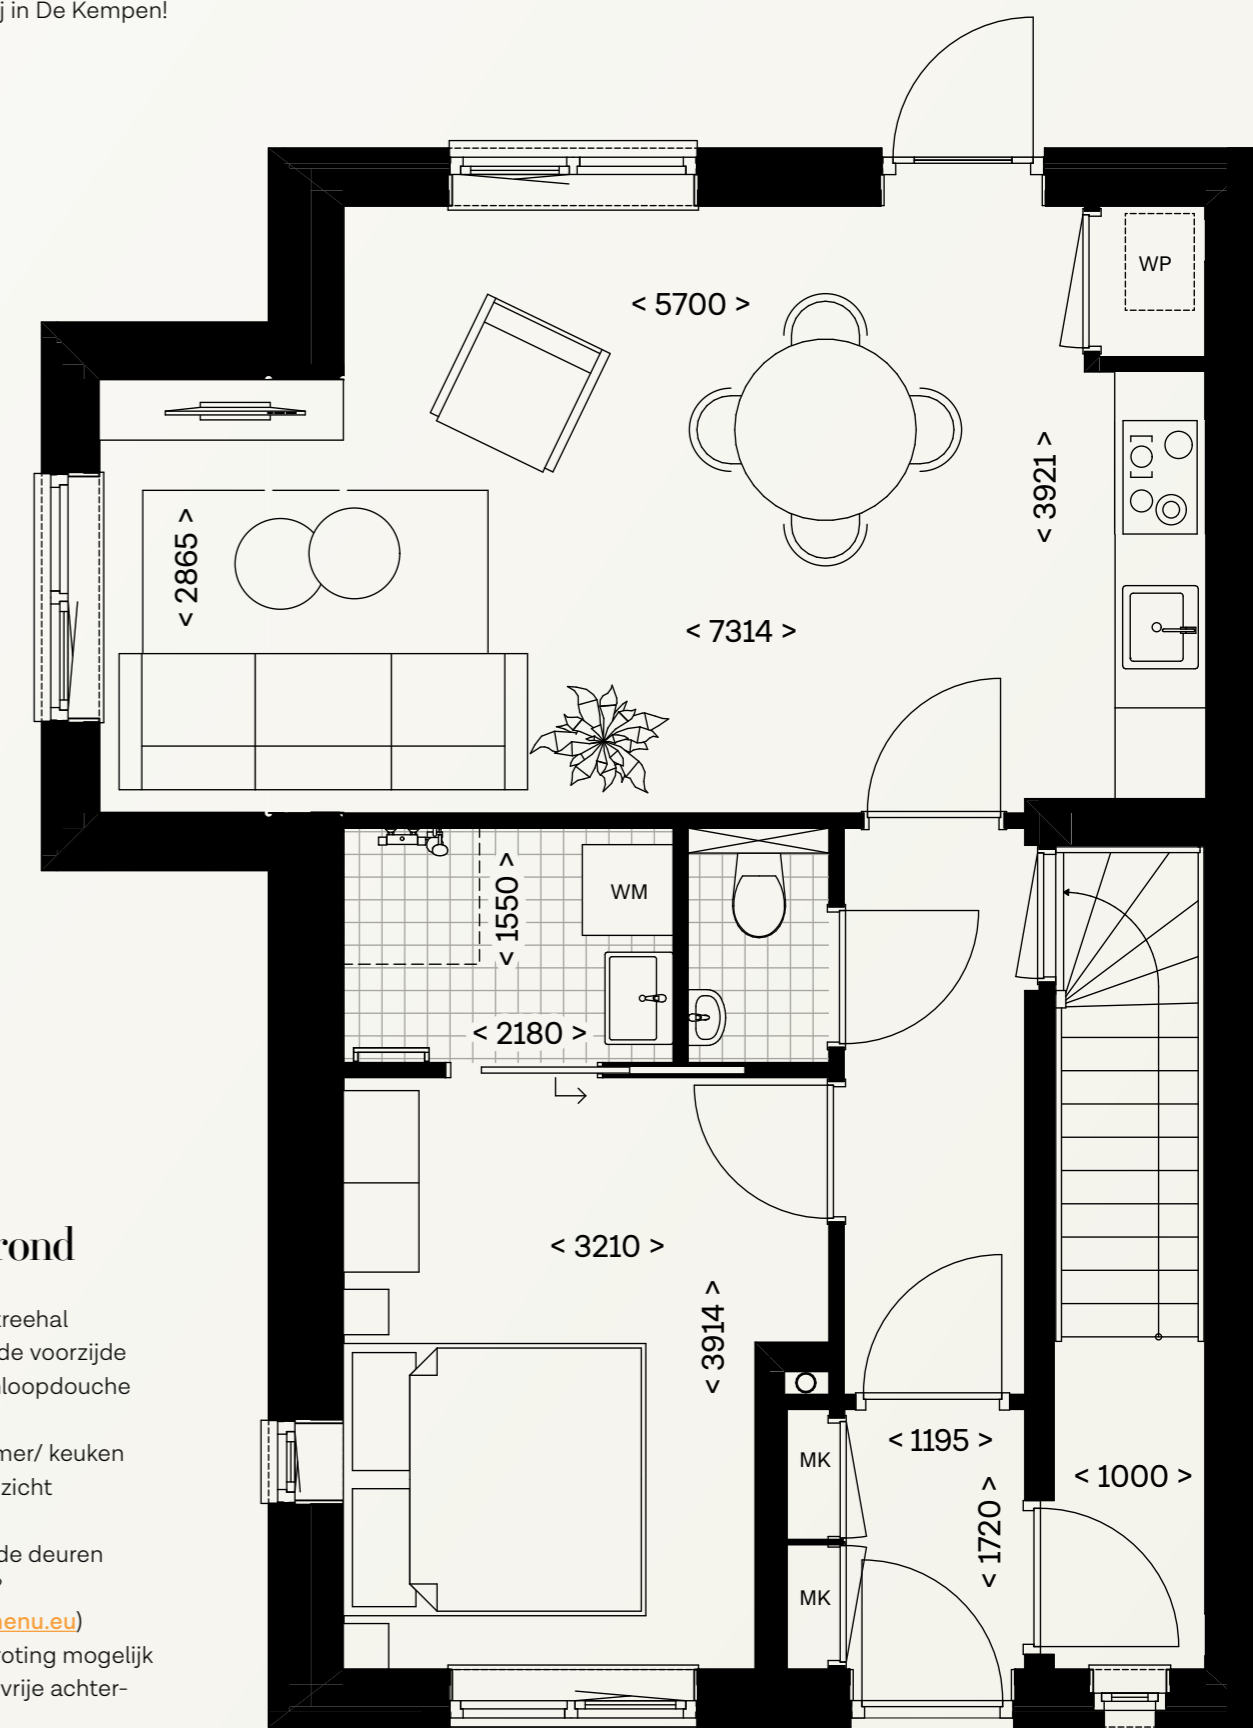 j in De Kempen!
WP
< 5700 >
< 3921 >
< 2865 >
< 7314 >
WM
< 1550 >
< 2180 >
rond
< 3210 >
reehal
de voorzijde
loopdouche
< 3914 >
mer/ keuken
zicht
MK
< 1195 >
< 1000 >
< 1720 >
de deuren
MK
enu.eu)
oting mogelijk
vrije achter-